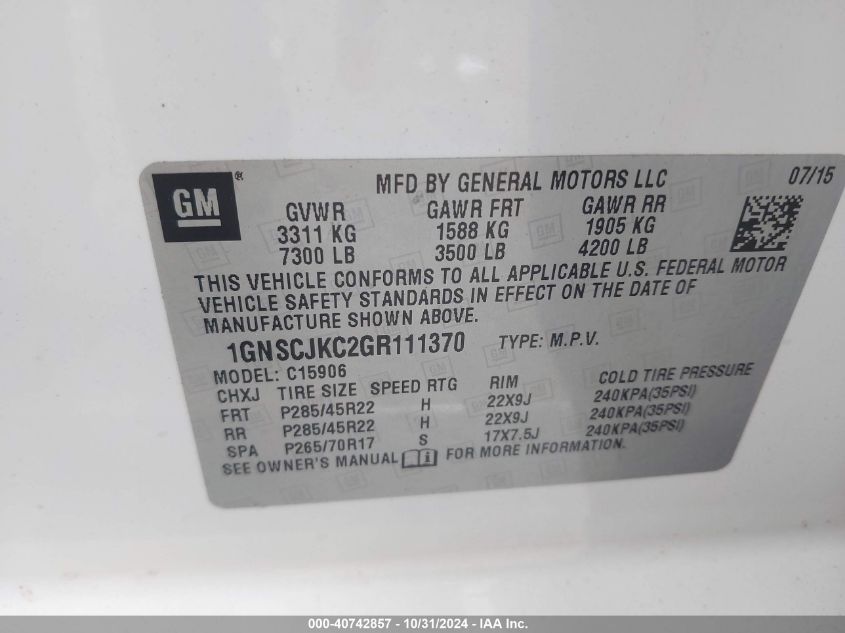 GM®
MFD BY GENERAL MOTORS LLC 07/15
GVWR GAWR FRT GAWR RR
3311 KG 1588 KG 1905 KG
7300 LB 3500 LB 4200 LB
THIS VEHICLE CONFORMS TO ALL APPLICABLE U.S. FEDERAL MOTOR
VEHICLE SAFETY STANDARDS IN EFFECT ON THE DATE OF
MANUFACTURE SHOWN ABOVE.
1GNSCJKC2GR111370 TYPE: M.P.V.
MODEL: C15906
CHXJ TIRE SIZE SPEED RTG RIM COLD TIRE PRESSURE
FRT P285/45R22 H 22X9J 240KPA(35PSI)
RR P285/45R22 H 22X9J 240KPA(35PSI)
SPA P265/70R17 S 17X7.5J 240KPA(35PSI)
SEE OWNER'S MANUAL FOR MORE INFORMATION.
000-40742857 - 10/31/2024 - IAA Inc.